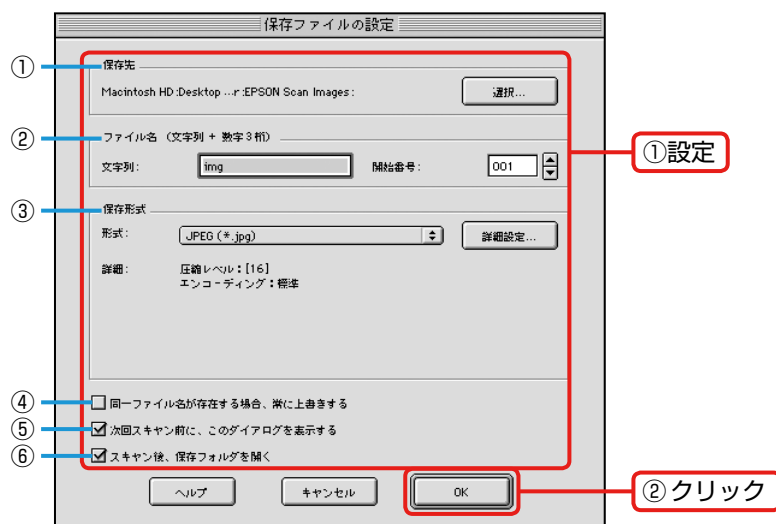 保存ファイルの設定
① 保存先
Macintosh HD:Desktop ...r:EPSON Scan Images: 選択...
② ファイル名 (文字列 + 数字3桁)
文字列: img 開始番号: 001
①設定
③ 保存形式
形式: JPEG (*.jpg) 詳細設定...
詳細: 圧縮レベル:[16]
エンコーディング:標準
④ 同一ファイル名が存在する場合、常に上書きする
⑤ 次回スキャン前に、このダイアログを表示する
⑥ スキャン後、保存フォルダを開く
ヘルプ キャンセル OK
②クリック